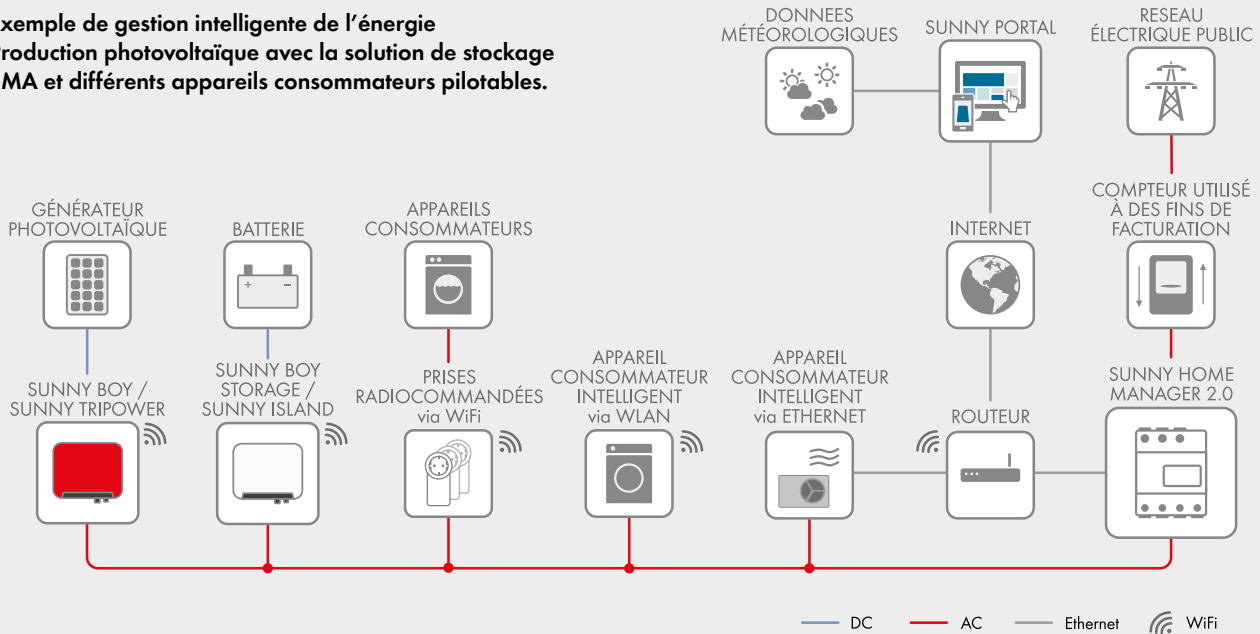 xemple de gestion intelligente de l'énergie
roduction photovoltaïque avec la solution de stockage
MA et différents appareils consommateurs pilotables.
DONNEES
MÉTÉOROLOGIQUES
SUNNY PORTAL
RESEAU
ÉLECTRIQUE PUBLIC
GÉNÉRATEUR
PHOTOVOLTAÏQUE
BATTERIE
APPAREILS
CONSOMMATEURS
INTERNET
COMPTEUR UTILISÉ
À DES FINS DE
FACTURATION
SUNNY BOY /
SUNNY TRIPOWER
SUNNY BOY
STORAGE /
SUNNY ISLAND
PRISES
RADIOCOMMANDÉES
via WiFi
APPAREIL
CONSOMMATEUR
INTELLIGENT
via WLAN
APPAREIL
CONSOMMATEUR
INTELLIGENT
via ETHERNET
ROUTEUR
SUNNY HOME
MANAGER 2.0
DC
AC
Ethernet
WiFi